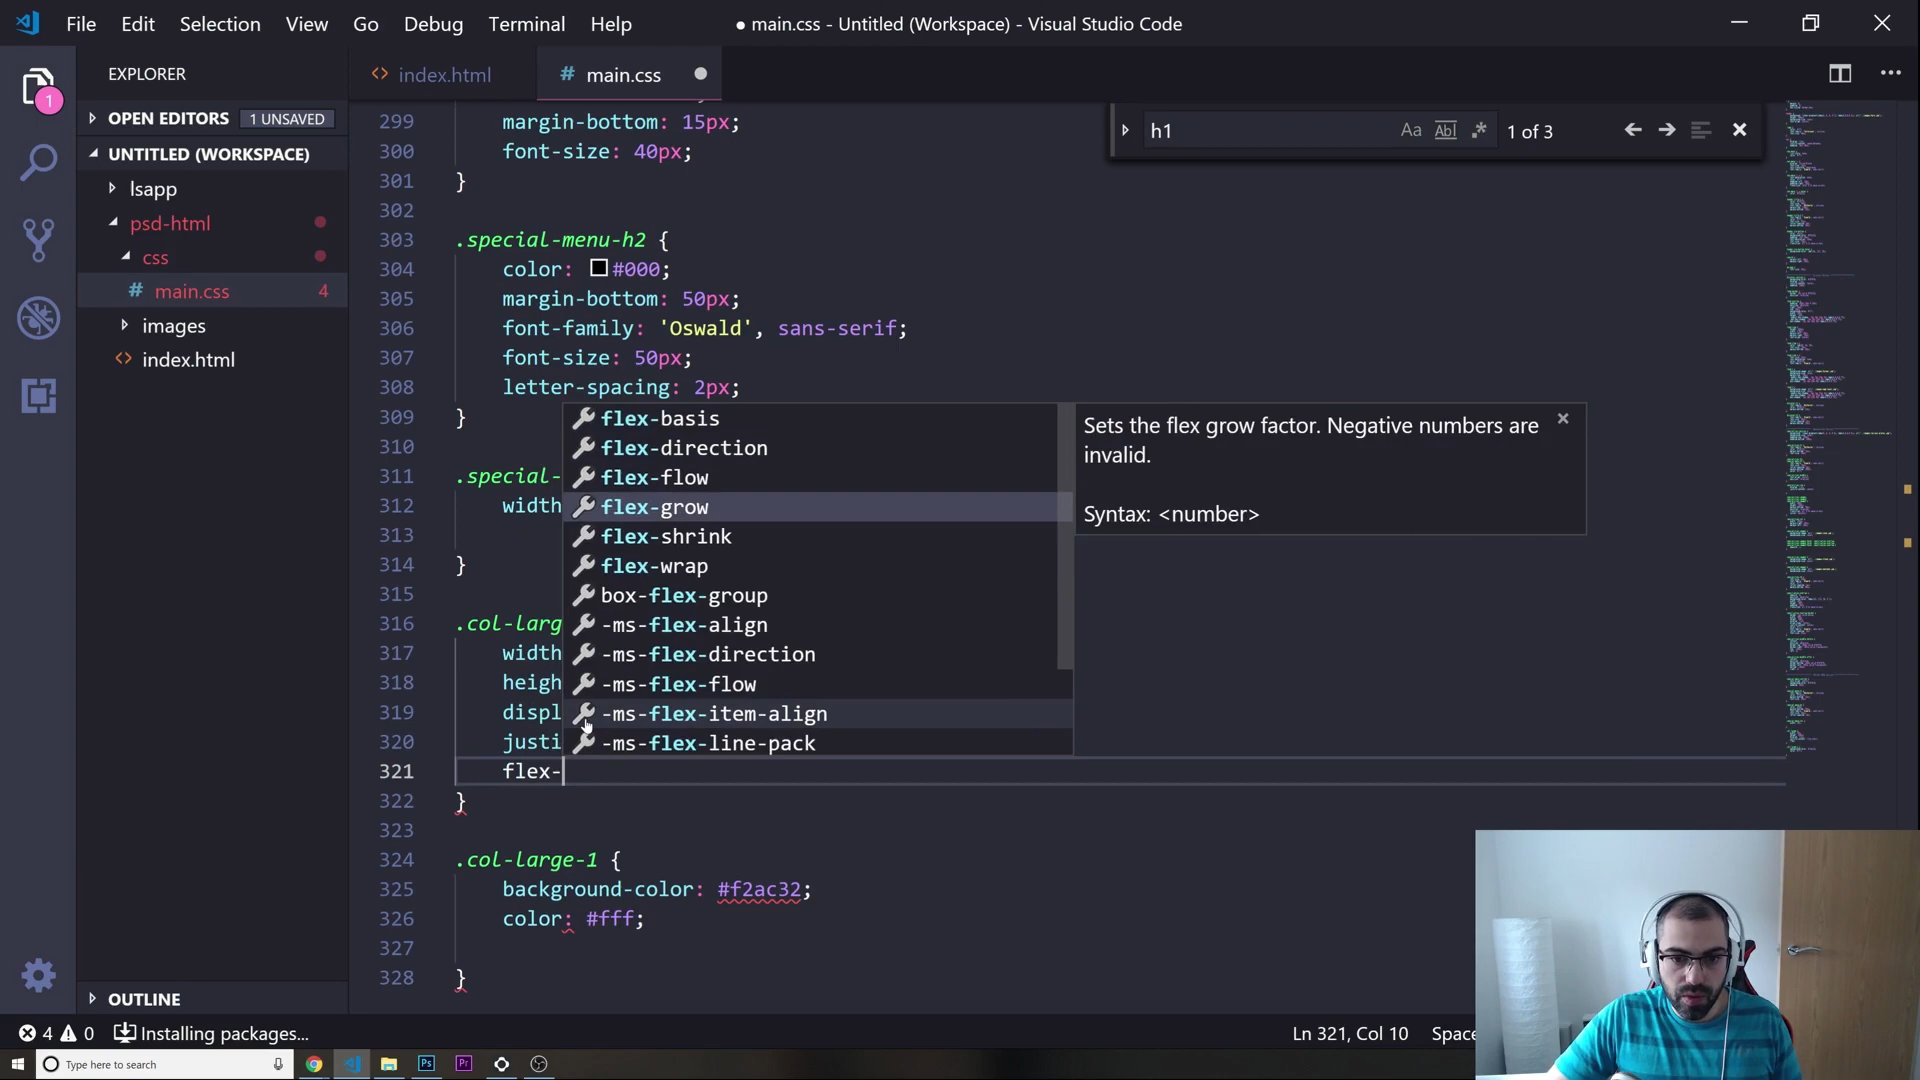 File Edit Selection View Go Debug Terminal Help
● main.css - Untitled (Workspace) - Visual Studio Code
EXPLORER
OPEN EDITORS 1 UNSAVED
UNTITLED (WORKSPACE)
lsapp
psd-html
css
# main.css 4
images
<> index.html
OUTLINE
1
<> index.html
# main.css
h1 Aa Abl .* 1 of 3
299 margin-bottom: 15px;
300 font-size: 40px;
301 }
302
303 .special-menu-h2 {
304 color: #000;
305 margin-bottom: 50px;
306 font-family: 'Oswald', sans-serif;
307 font-size: 50px;
308 letter-spacing: 2px;
309 }
310
311 .special-
312 width
313
314 }
315
316 .col-larg
317 width
318 heigh
319 displ
320 justi
321 flex-
322 }
323
324 .col-large-1 {
325 background-color: #f2ac32;
326 color: #fff;
327
328 }
flex-basis
flex-direction
flex-flow
flex-grow
flex-shrink
flex-wrap
box-flex-group
-ms-flex-align
-ms-flex-direction
-ms-flex-flow
-ms-flex-item-align
-ms-flex-line-pack
Sets the flex grow factor. Negative numbers are
invalid.
Syntax: <number>
4 0 Installing packages...
Ln 321, Col 10 Space
Type here to search
Ps Pr